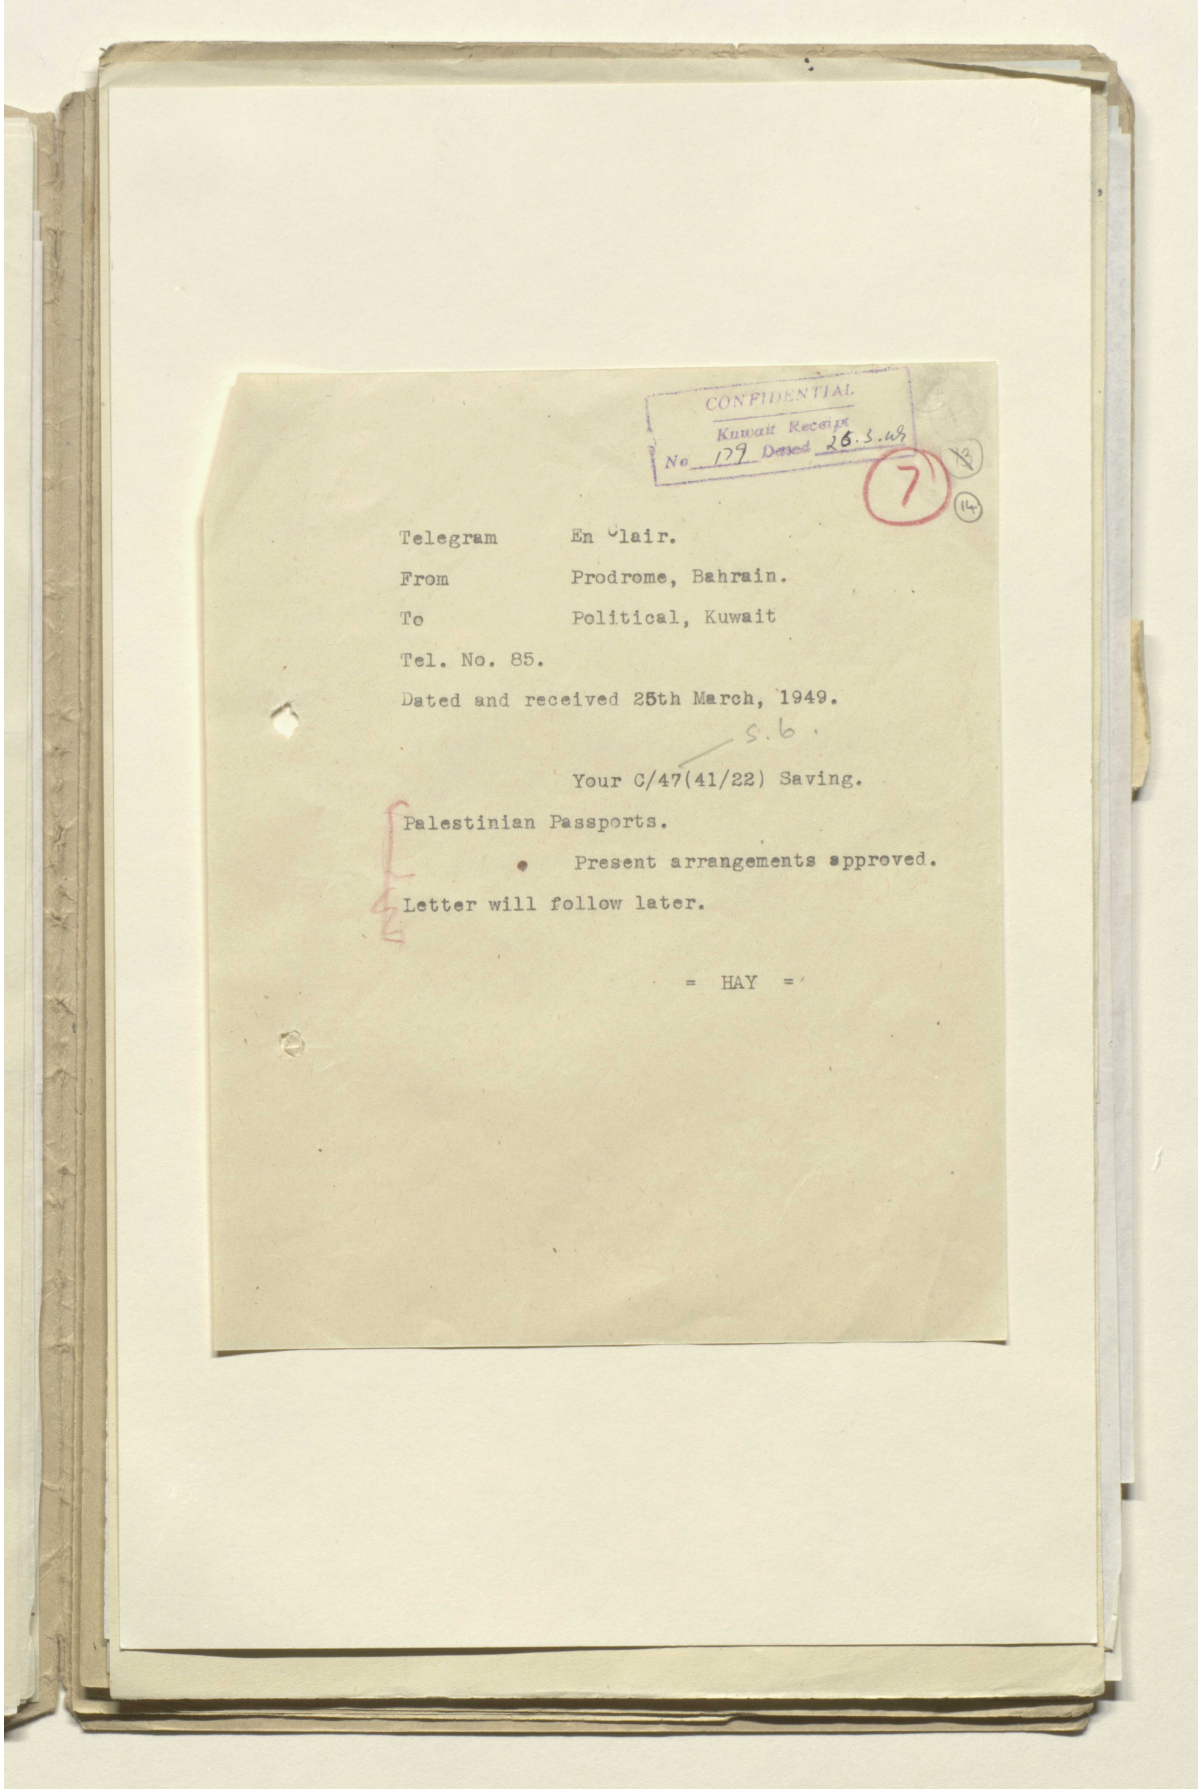 CONFIDENTIAL
Kuwait Receipt
No 179 Dated 26.3.49
7
13
14
Telegram En Clair.
From Prodrome, Bahrain.
To Political, Kuwait
Tel. No. 85.
Dated and received 25th March, 1949.
S.6.
Your C/47(41/22) Saving.
Palestinian Passports.
Present arrangements approved.
Letter will follow later.
= HAY =